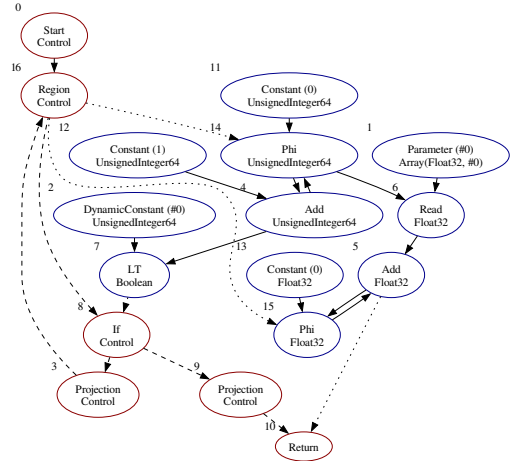 0
Start
Control
16
Region
Control
11
Constant (0)
UnsignedInteger64
12
Constant (1)
UnsignedInteger64
14
Phi
UnsignedInteger64
1
Parameter (#0)
Array(Float32, #0)
2
DynamicConstant (#0)
UnsignedInteger64
4
Add
UnsignedInteger64
6
Read
Float32
7
LT
Boolean
13
Constant (0)
Float32
5
Add
Float32
8
If
Control
15
Phi
Float32
3
Projection
Control
9
Projection
Control
10
Return